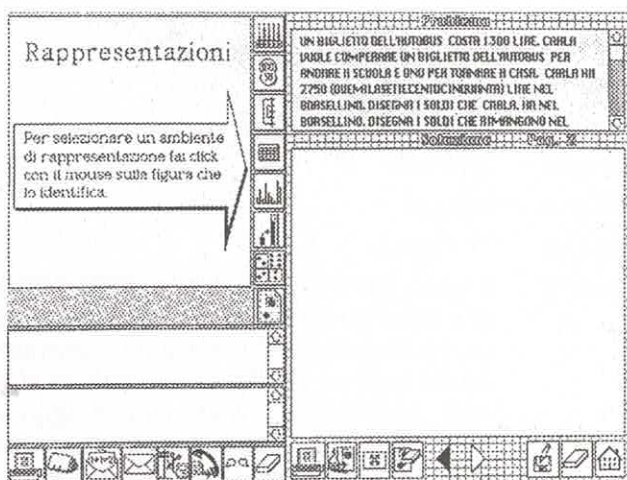 Rappresentazioni
Per selezionare un ambiente
di rappresentazione fai click
con il mouse sulla figura che
lo identifica.
Problema
UN BIGLIETTO DELL'AUTOBUS COSTA 1300 LIRE. CARLA
VUOLE COMPERARE UN BIGLIETTO DELL'AUTOBUS PER
ANDARE A SCUOLA E UNO PER TORNARE A CASA. CARLA HA
2750 (DUEMILASETTECENTOCINQUANTA) LIRE NEL
BORSELLINO. DISEGNA I SOLDI CHE CARLA. HA NEL
BORSELLINO. DISEGNA I SOLDI CHE RIMANGONO NEL
Soluzione Pag. 2